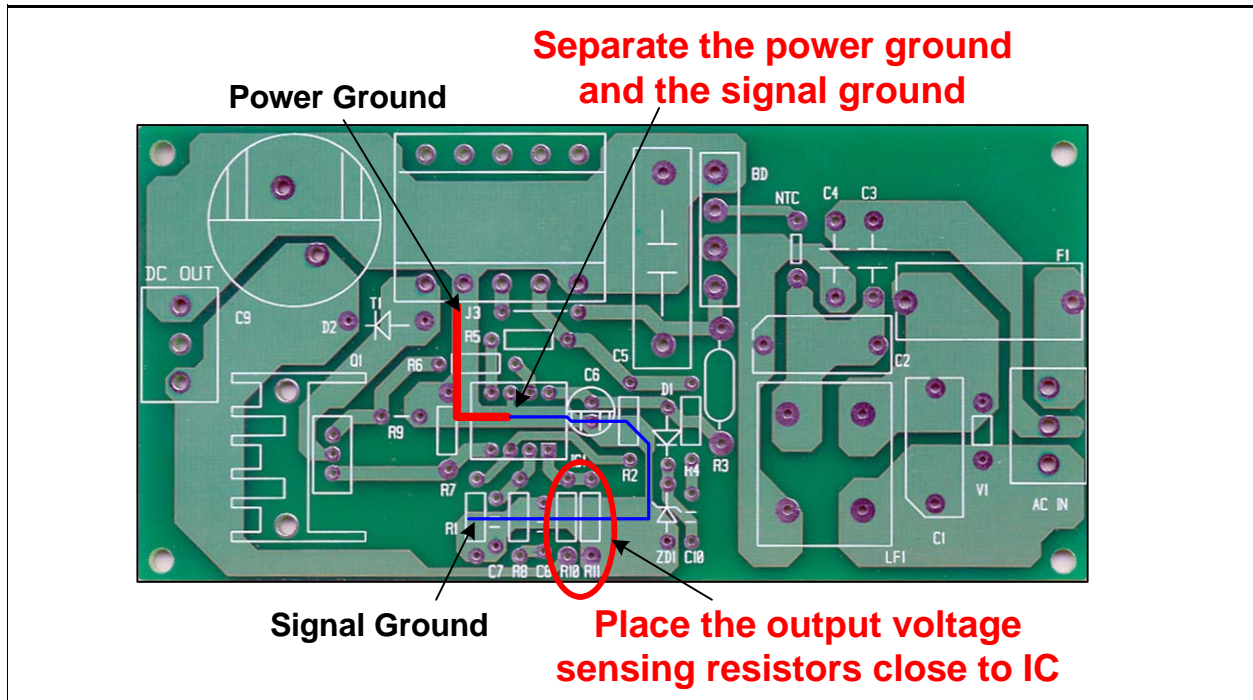 Separate the power ground
and the signal ground
Power Ground
BD
NTC
C4
C3
F1
DC OUT
C9
T1
D2
J3
R5
Q1
R6
C5
C6
C2
D1
R9
IC1
R2
R4
R3
R7
V1
AC IN
R1
C7
R8
C8
R10
R11
ZD1
C10
LF1
C1
Signal Ground
Place the output voltage
sensing resistors close to IC